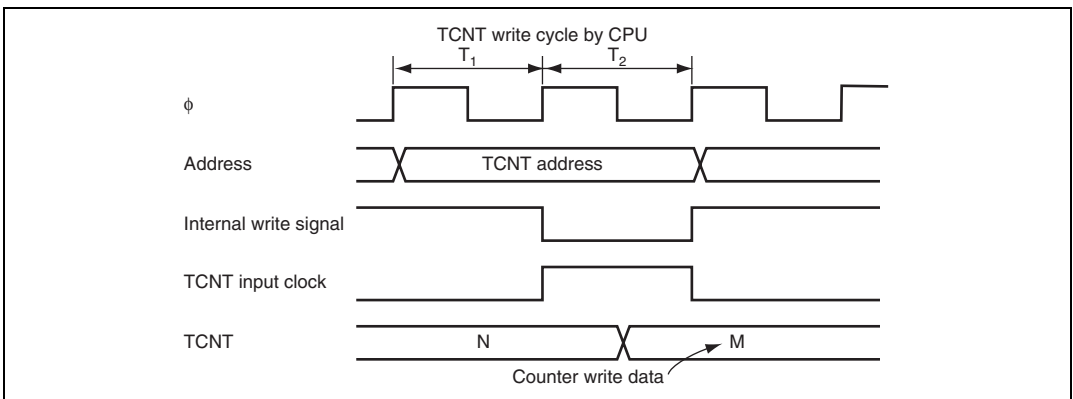 TCNT write cycle by CPU
T1 T2
ϕ
Address TCNT address
Internal write signal
TCNT input clock
TCNT N M
Counter write data